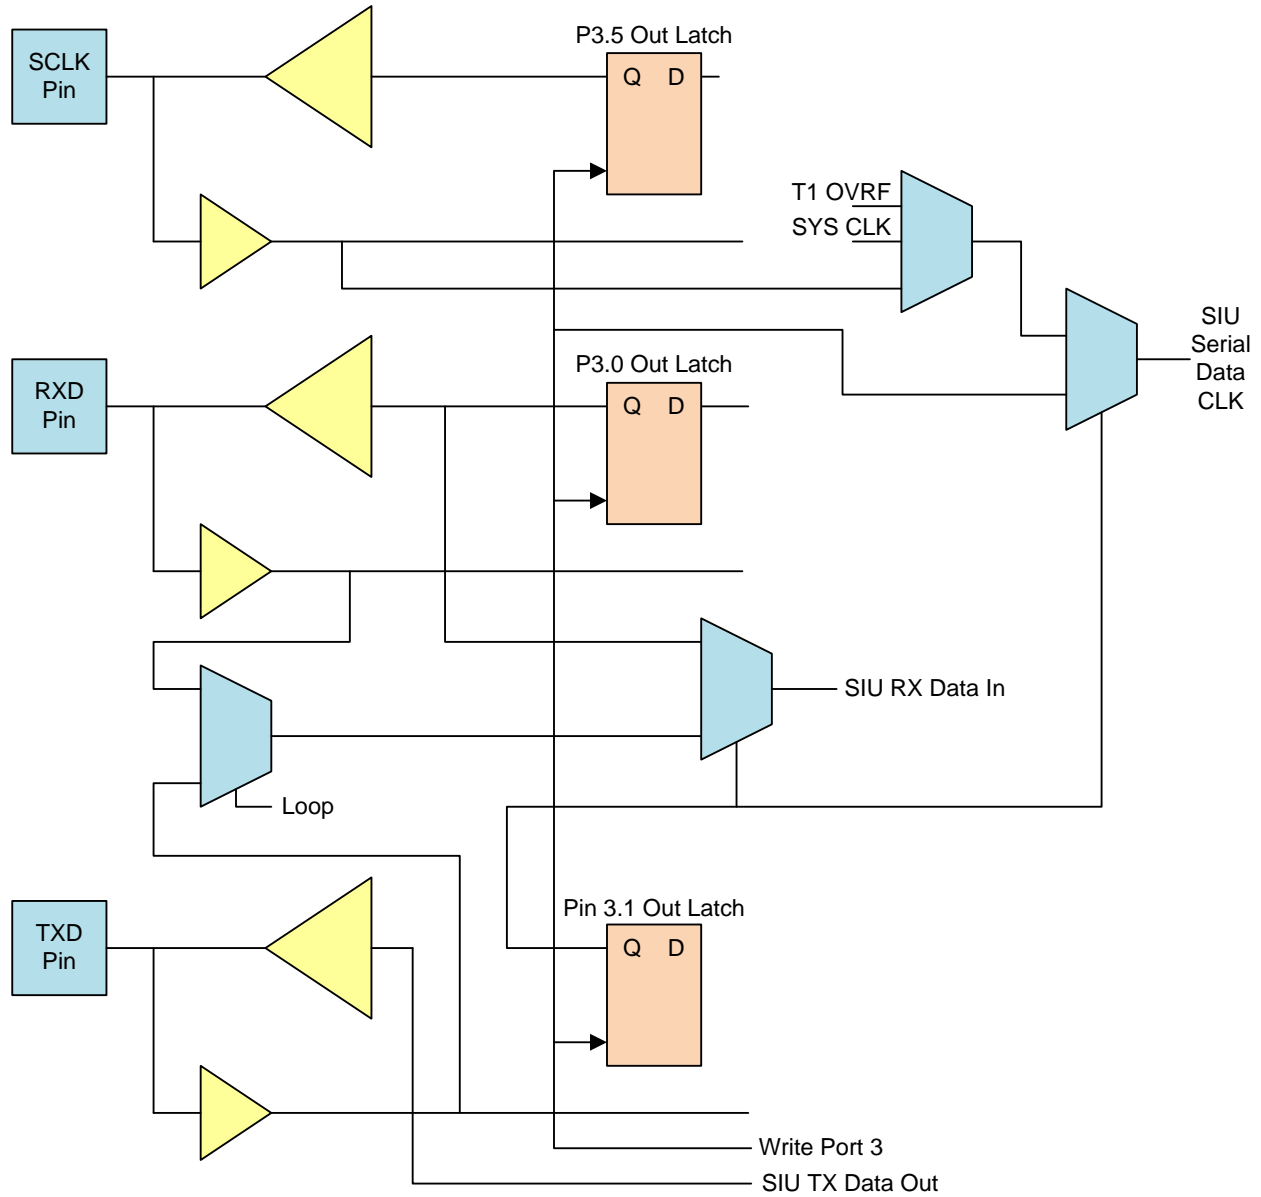 P3.5 Out Latch
SCLK
Pin
Q D
T1 OVRF
SYS CLK
SIU
Serial
Data
CLK
P3.0 Out Latch
RXD
Pin
Q D
SIU RX Data In
Loop
Pin 3.1 Out Latch
TXD
Pin
Q D
Write Port 3
SIU TX Data Out